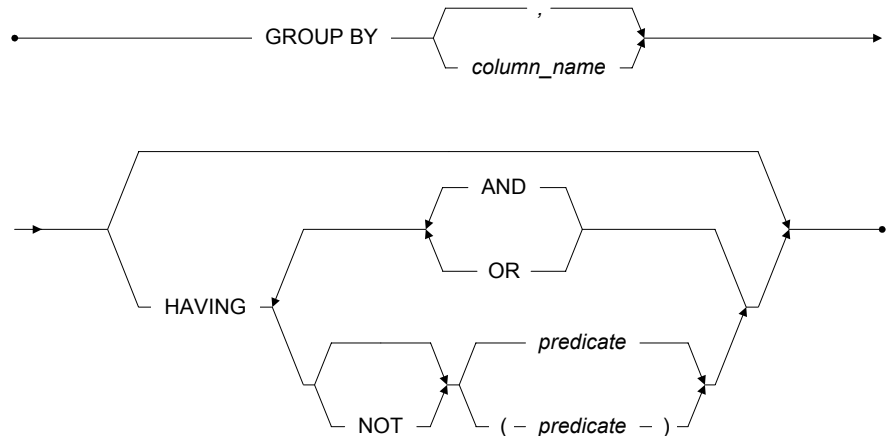 ,
GROUP BY
column_name
AND
OR
HAVING
predicate
NOT ( predicate )